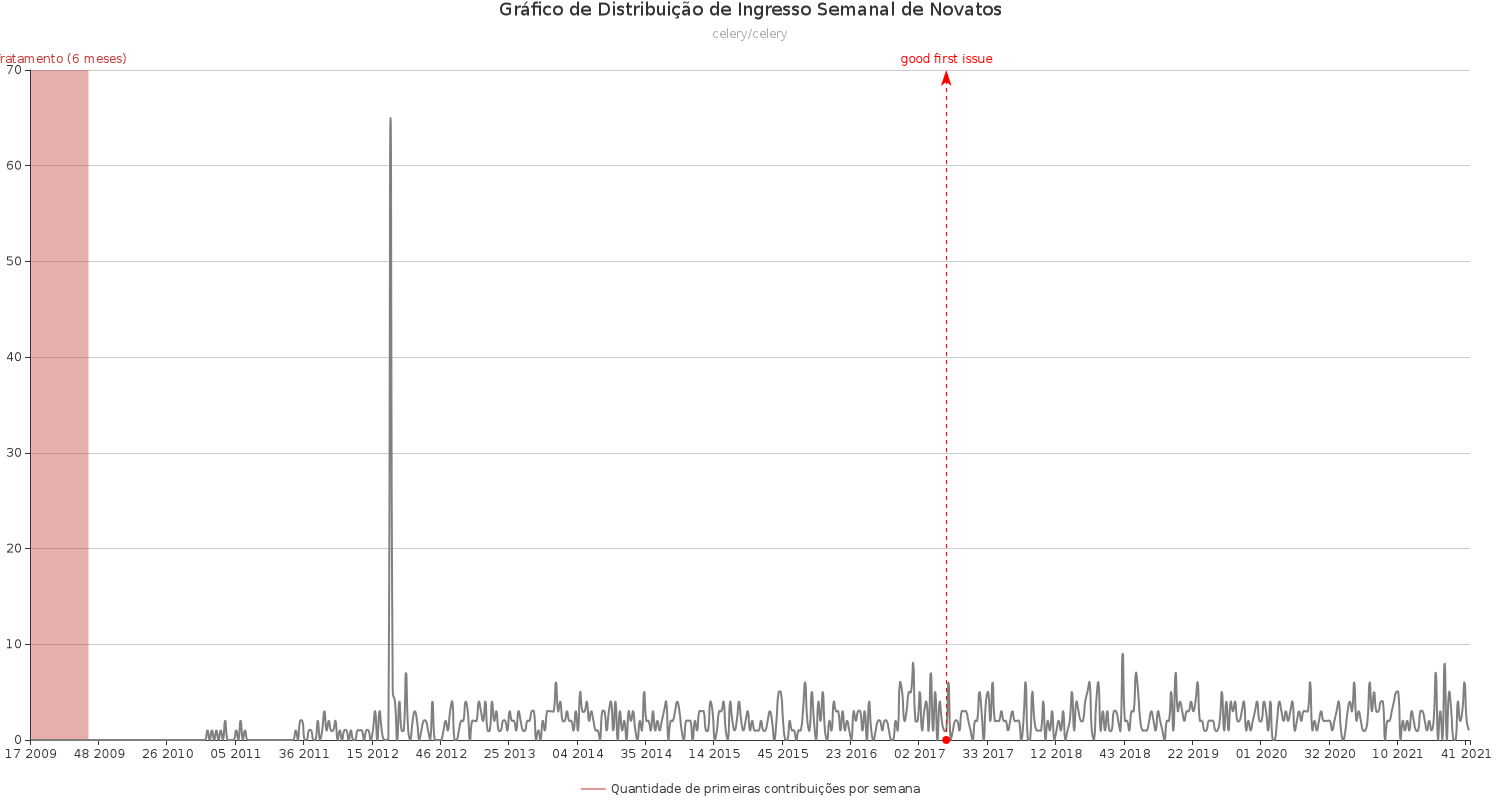 Gráfico de Distribuição de Ingresso Semanal de Novatos
celery/celery
ratamento (6 meses)
good first issue
70
60
50
40
30
20
10
0
17 2009 48 2009 26 2010 05 2011 36 2011 15 2012 46 2012 25 2013 04 2014 35 2014 14 2015 45 2015 23 2016 02 2017 33 2017 12 2018 43 2018 22 2019 01 2020 32 2020 10 2021 41 2021
Quantidade de primeiras contribuições por semana